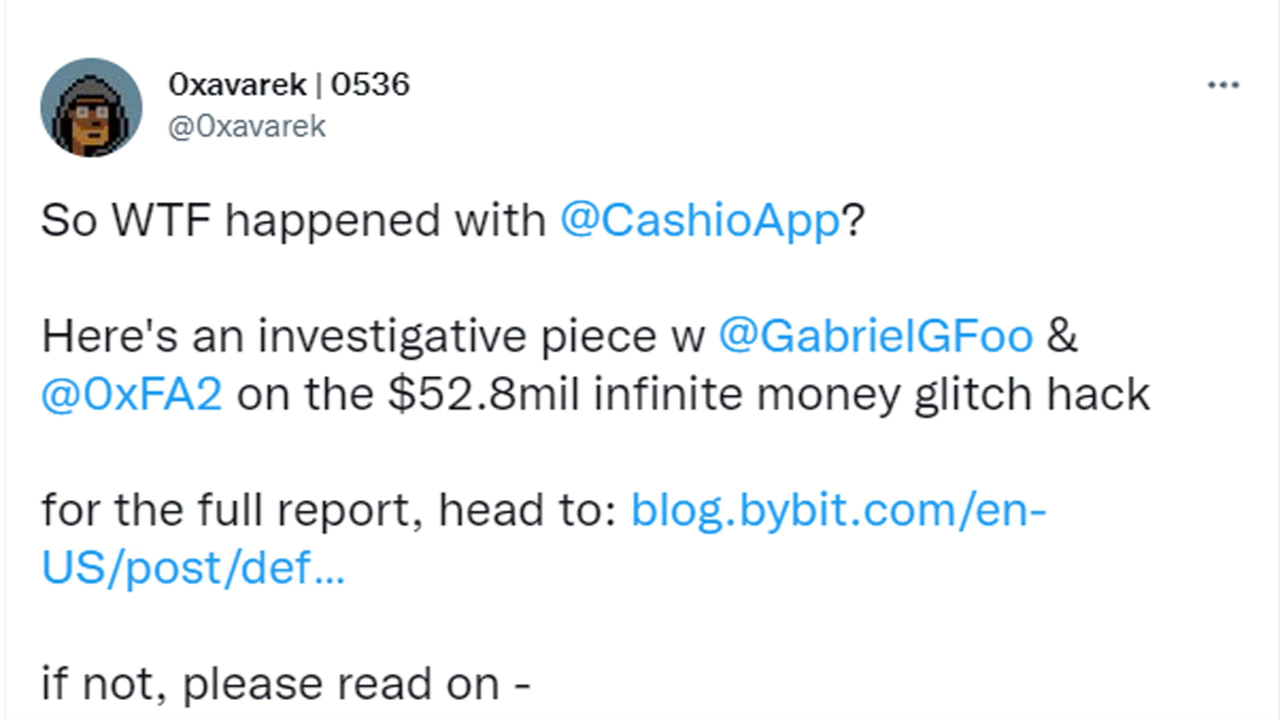 0xavarek | 0536
@0xavarek
So WTF happened with @CashioApp?
Here's an investigative piece w @GabrielGFoo &
@0xFA2 on the $52.8mil infinite money glitch hack
for the full report, head to: blog.bybit.com/en-
US/post/def...
if not, please read on -